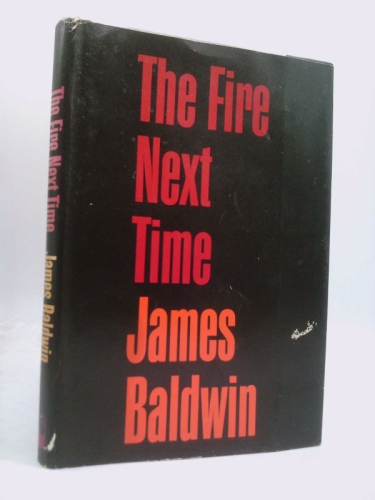 The Fire
Next
Time
James
Baldwin
The Fire Next Time
James Baldwin